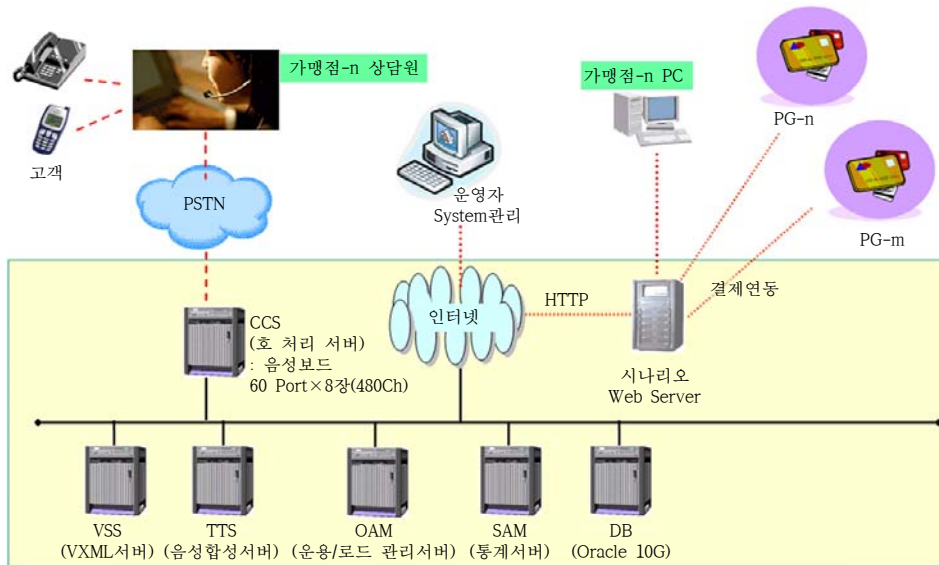 가맹점-n 상담원
가맹점-n PC
PG-n
고객
PSTN
운영자
System관리
PG-m
CCS
(호 처리 서버)
: 음성보드
60 Port×8장(480Ch)
인터넷
HTTP
결제연동
시나리오
Web Server
VSS
(VXML서버)
TTS
(음성합성서버)
OAM
(운용/로드 관리서버)
SAM
(통계서버)
DB
(Oracle 10G)